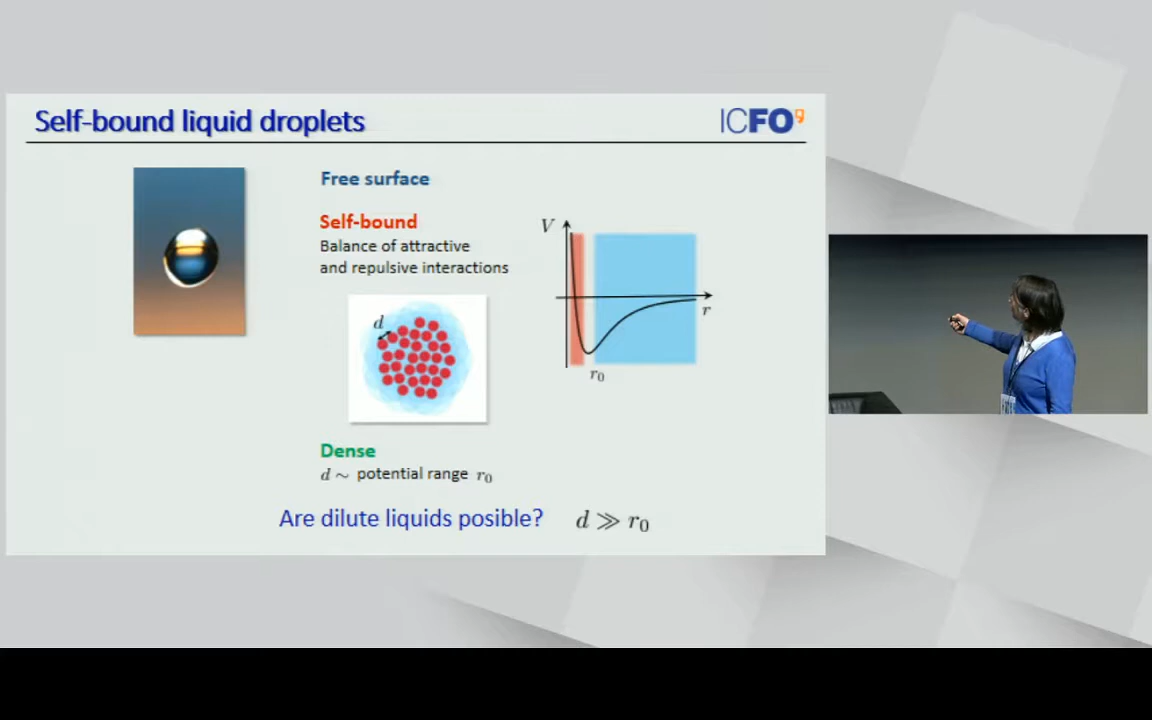 Self-bound liquid droplets
ICFO
Free surface
Self-bound
Balance of attractive
and repulsive interactions
V
r
r₀
d
Dense
d ∼ potential range r₀
Are dilute liquids posible? d ≫ r₀